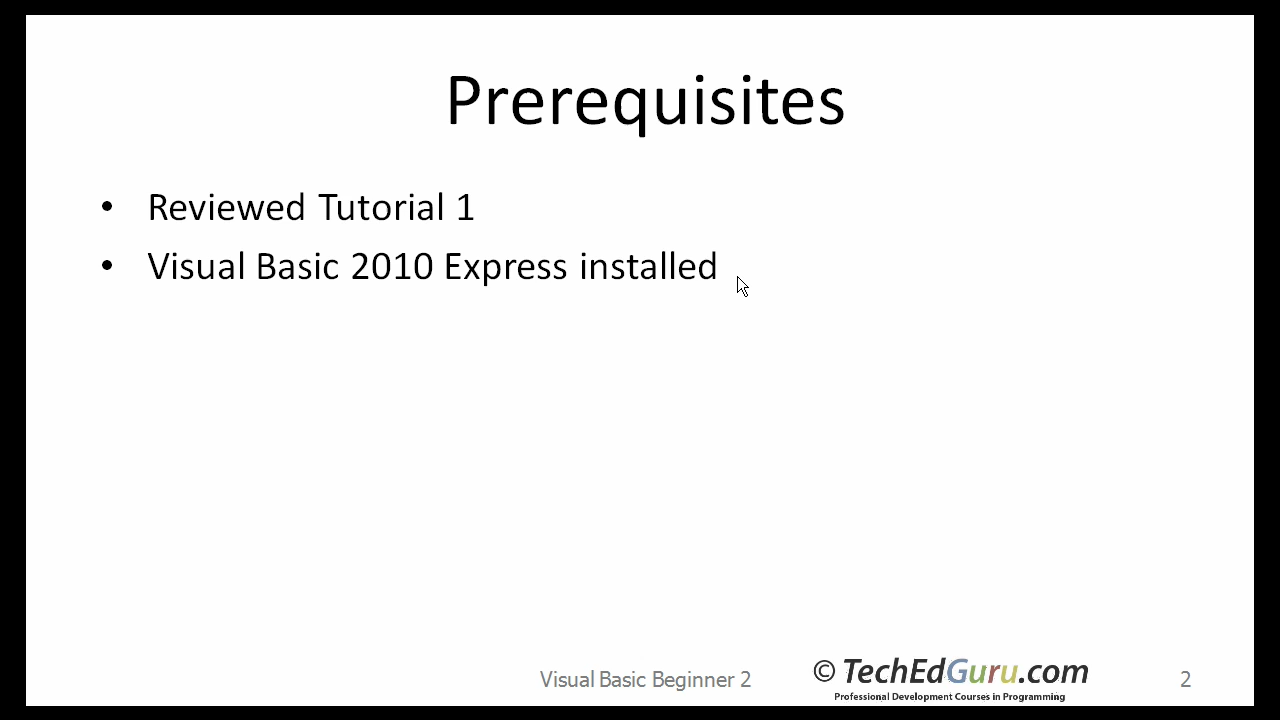 Prerequisites
• Reviewed Tutorial 1
• Visual Basic 2010 Express installed
Visual Basic Beginner 2
© TechEdGuru.com
Professional Development Courses in Programming
2